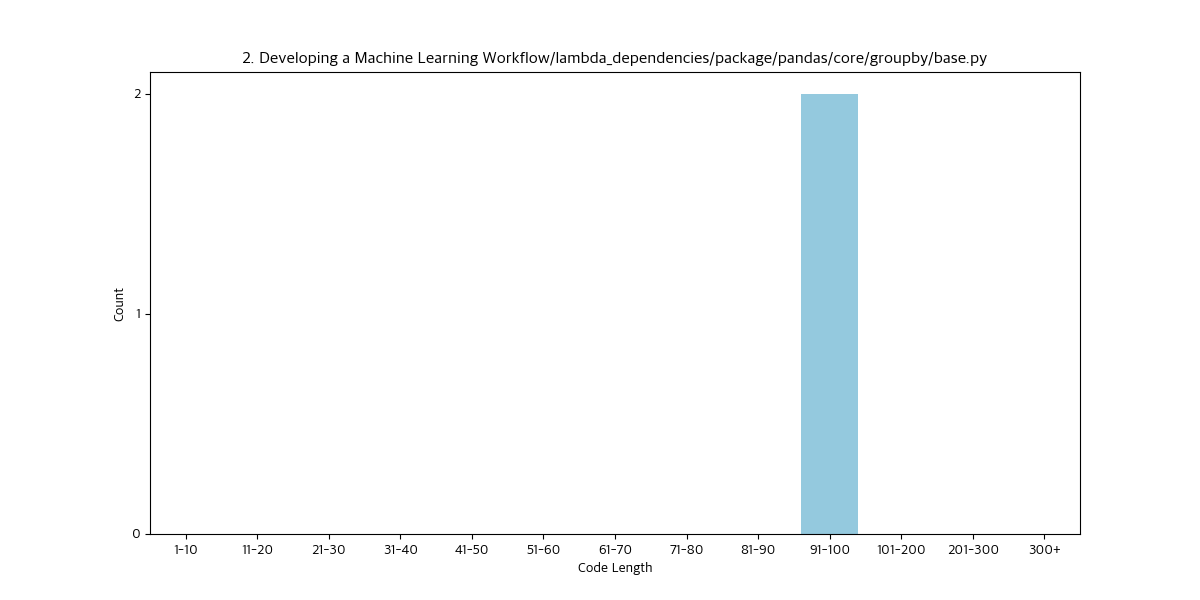 2. Developing a Machine Learning Workflow/lambda_dependencies/package/pandas/core/groupby/base.py
2
1
0
Count
1-10 11-20 21-30 31-40 41-50 51-60 61-70 71-80 81-90 91-100 101-200 201-300 300+
Code Length